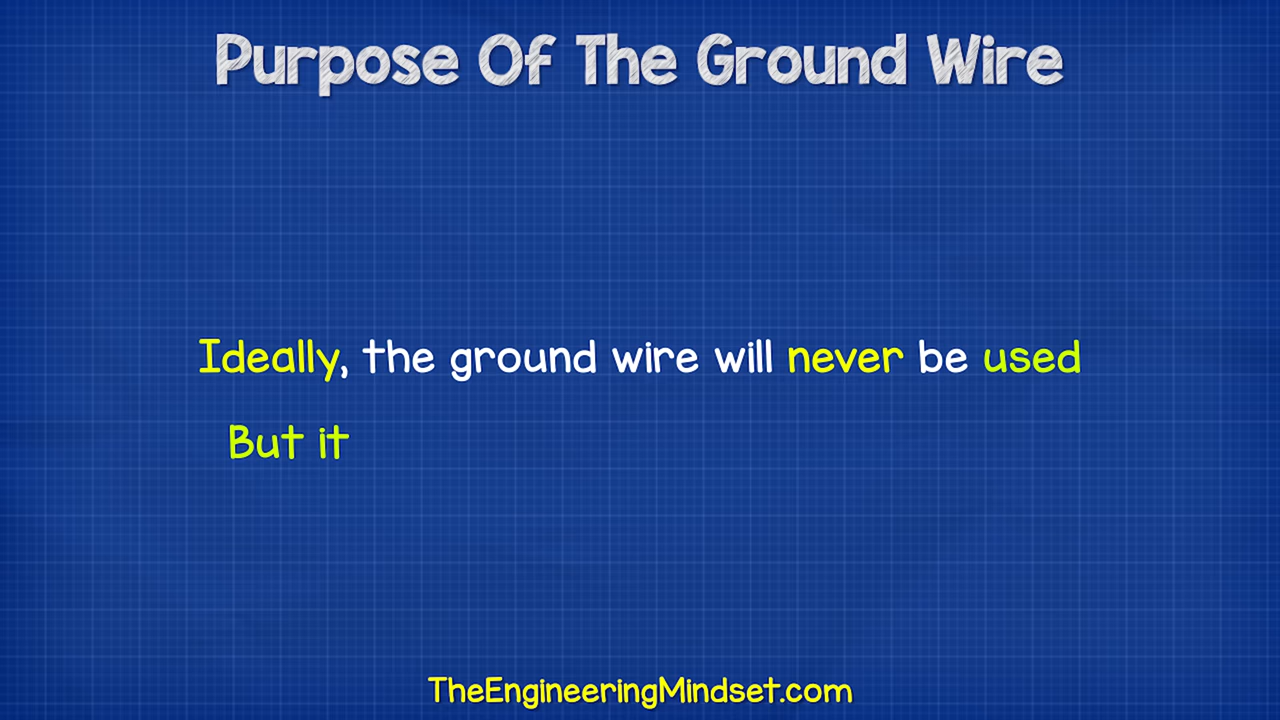 Purpose Of The Ground Wire
Ideally, the ground wire will never be used
But it
TheEngineeringMindset.com